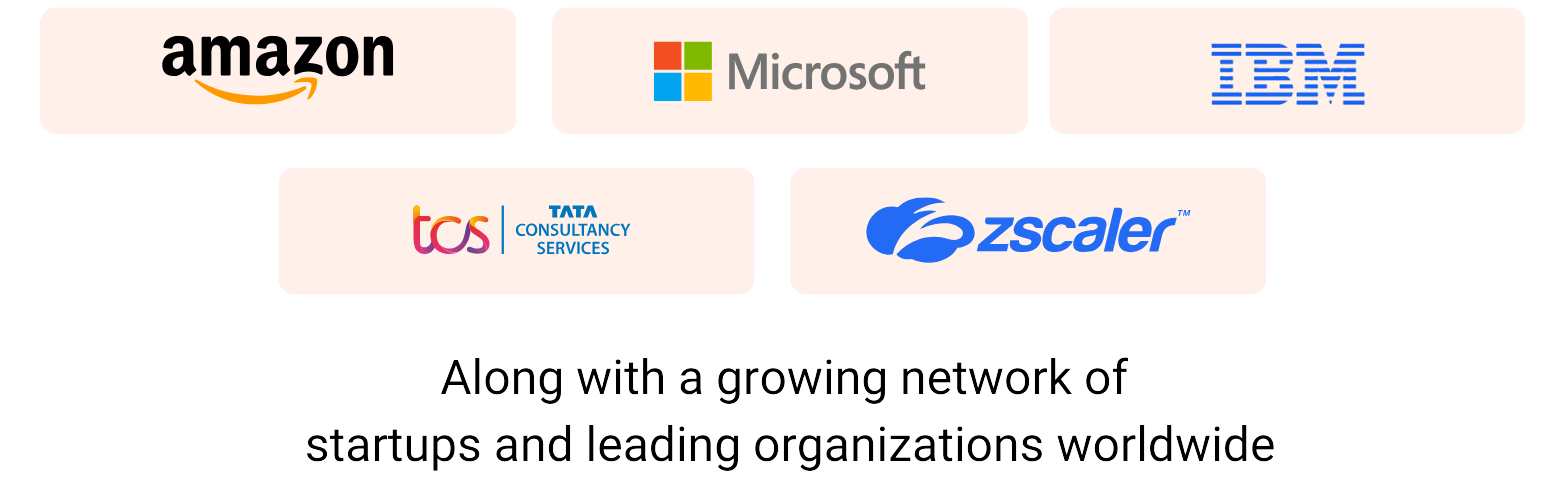 amazon
Microsoft
IBM
tcs
TATA
CONSULTANCY
SERVICES
zscaler™
Along with a growing network of
startups and leading organizations worldwide